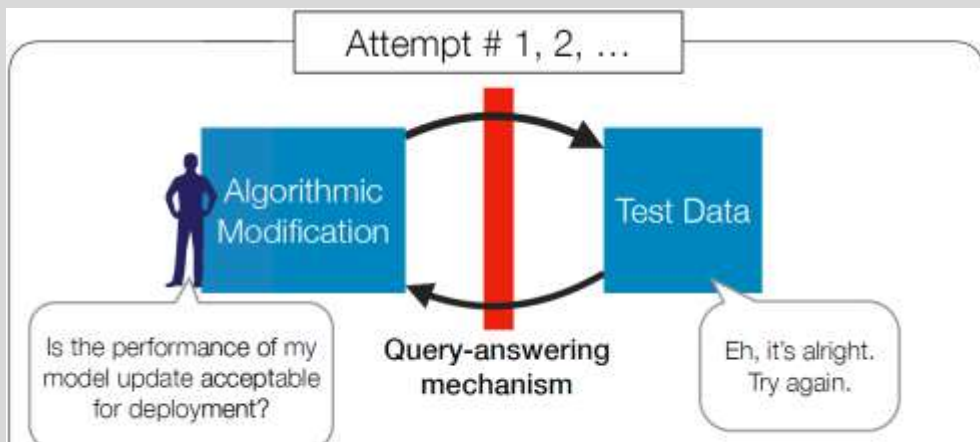 Attempt # 1, 2, ...
Algorithmic
Modification
Test Data
Is the performance of my
model update acceptable
for deployment?
Query-answering
mechanism
Eh, it's alright.
Try again.